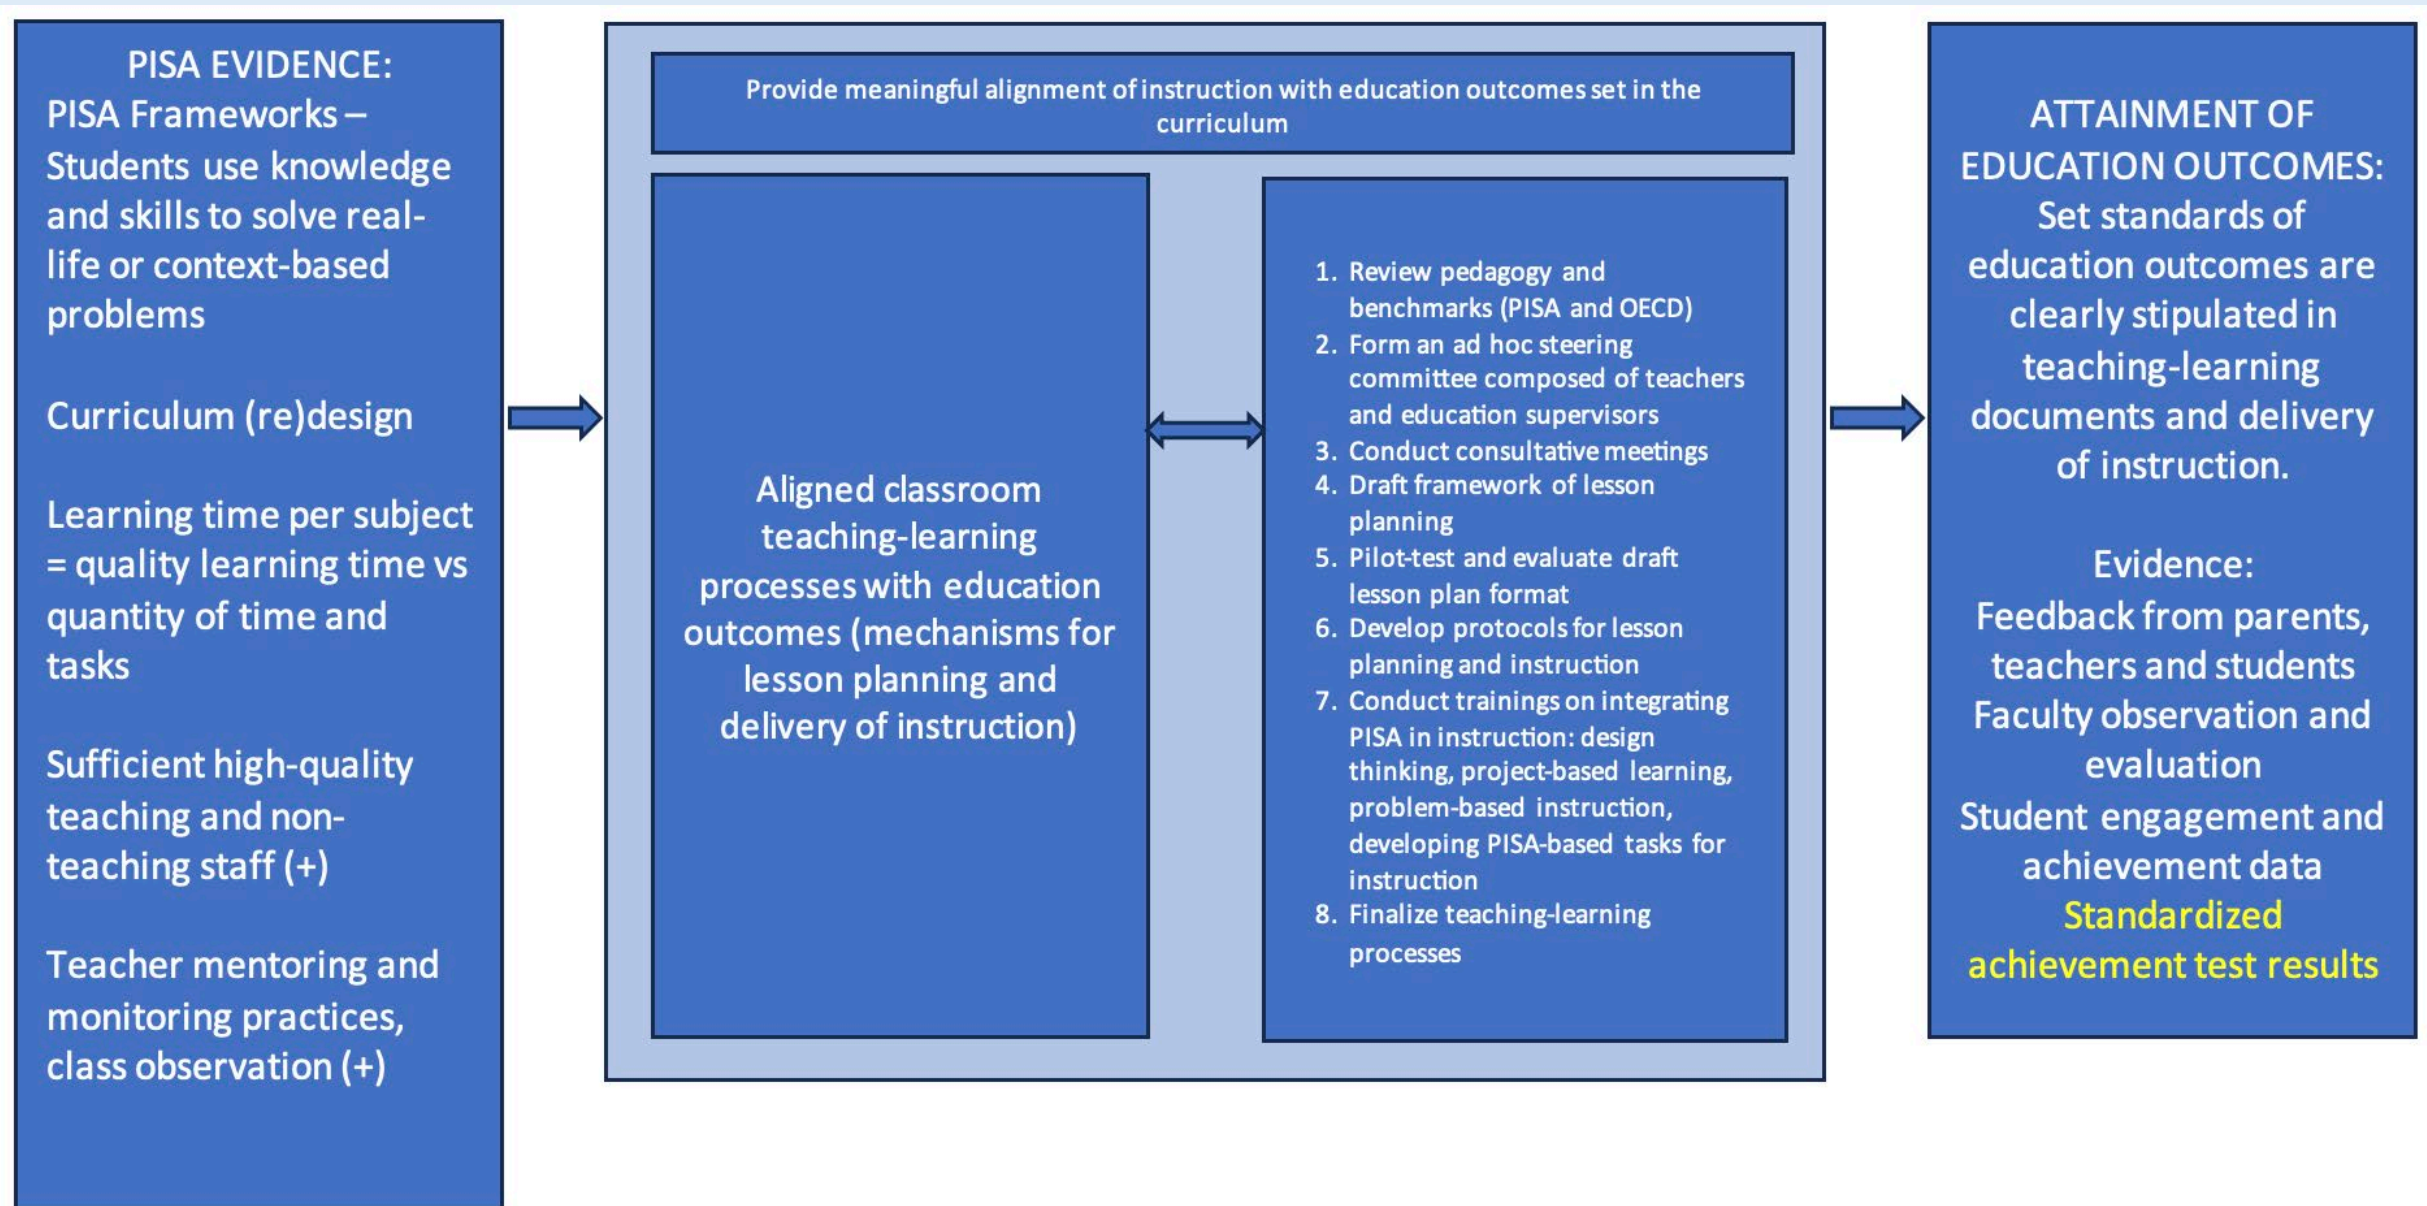 PISA EVIDENCE:
PISA Frameworks –
Students use knowledge
and skills to solve real-
life or context-based
problems
Curriculum (re)design
Learning time per subject
= quality learning time vs
quantity of time and
tasks
Sufficient high-quality
teaching and non-
teaching staff (+)
Teacher mentoring and
monitoring practices,
class observation (+)
Provide meaningful alignment of instruction with education outcomes set in the
curriculum
Aligned classroom
teaching-learning
processes with education
outcomes (mechanisms for
lesson planning and
delivery of instruction)
1. Review pedagogy and
benchmarks (PISA and OECD)
2. Form an ad hoc steering
committee composed of teachers
and education supervisors
3. Conduct consultative meetings
4. Draft framework of lesson
planning
5. Pilot-test and evaluate draft
lesson plan format
6. Develop protocols for lesson
planning and instruction
7. Conduct trainings on integrating
PISA in instruction: design
thinking, project-based learning,
problem-based instruction,
developing PISA-based tasks for
instruction
8. Finalize teaching-learning
processes
ATTAINMENT OF
EDUCATION OUTCOMES:
Set standards of
education outcomes are
clearly stipulated in
teaching-learning
documents and delivery
of instruction.
Evidence:
Feedback from parents,
teachers and students
Faculty observation and
evaluation
Student engagement and
achievement data
Standardized
achievement test results